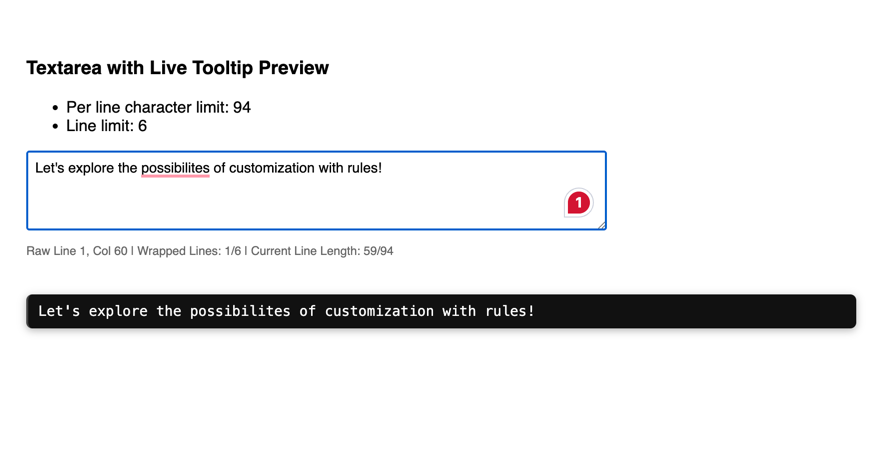 Textarea with Live Tooltip Preview
• Per line character limit: 94
• Line limit: 6
Let's explore the possibilites of customization with rules!
1
Raw Line 1, Col 60 | Wrapped Lines: 1/6 | Current Line Length: 59/94
Let's explore the possibilites of customization with rules!